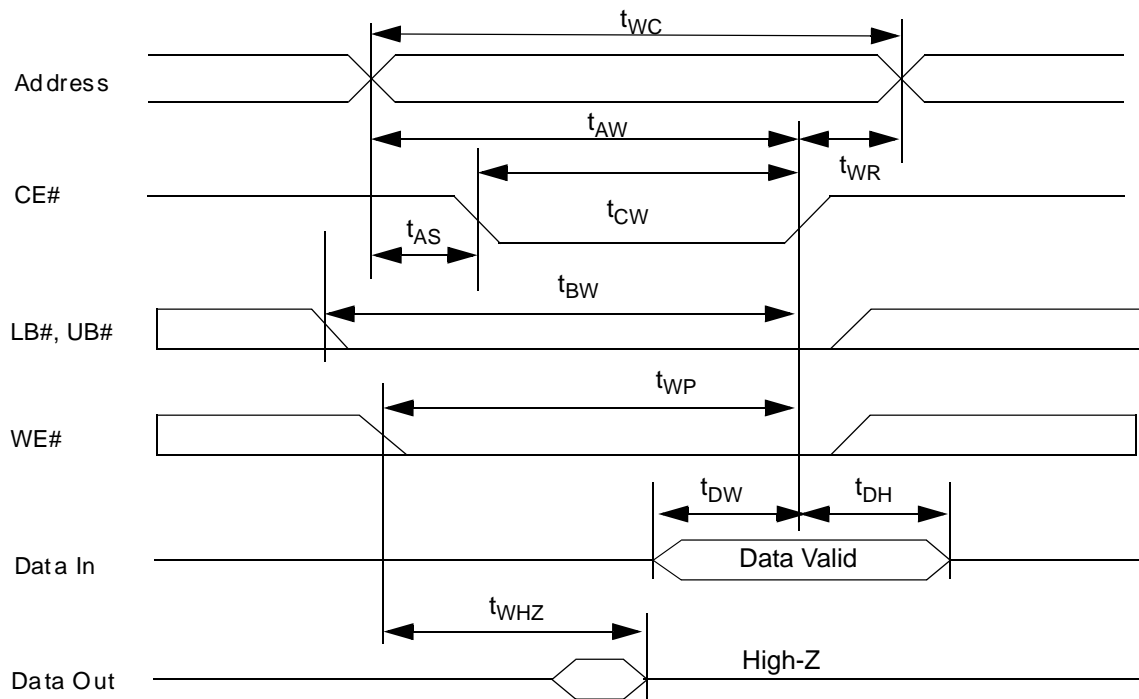 tWC
Address
tAW
tWR
CE#
tCW
tAS
tBW
LB#, UB#
tWP
WE#
tDW
tDH
Data In
Data Valid
tWHZ
High-Z
Data Out